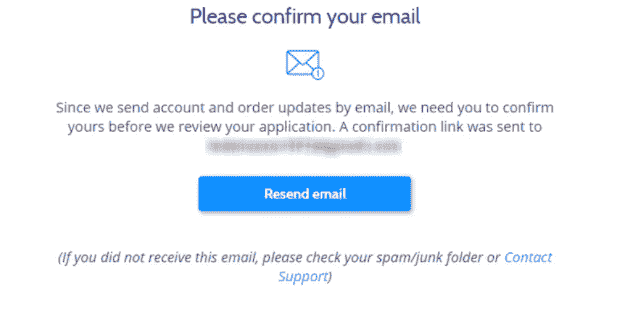 Please confirm your email
Since we send account and order updates by email, we need you to confirm
yours before we review your application. A confirmation link was sent to
Resend email
(If you did not receive this email, please check your spam/junk folder or Contact
Support)